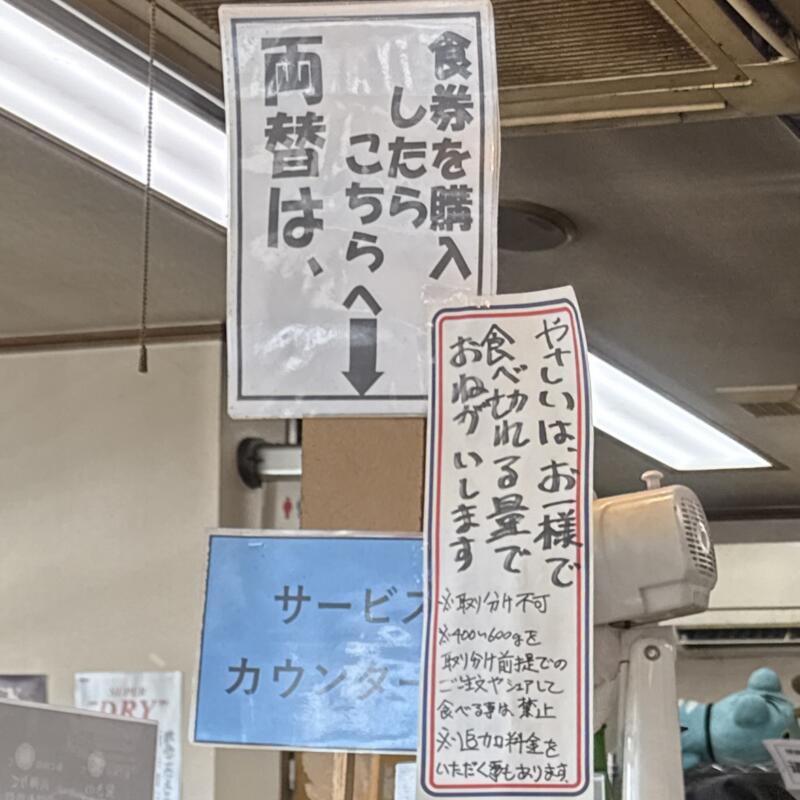 食券を購入
したら
こちらへ
両替は、
やさしいは、お一様で
食べ切れる量で
おねがいします
※取り分け不可
※400〜600gを
取り分け前提での
ご注文やシェアして
食べる事は禁止
※追加料金を
いただく事もあります。
サービス
カウンター
SUPER
"DRY"